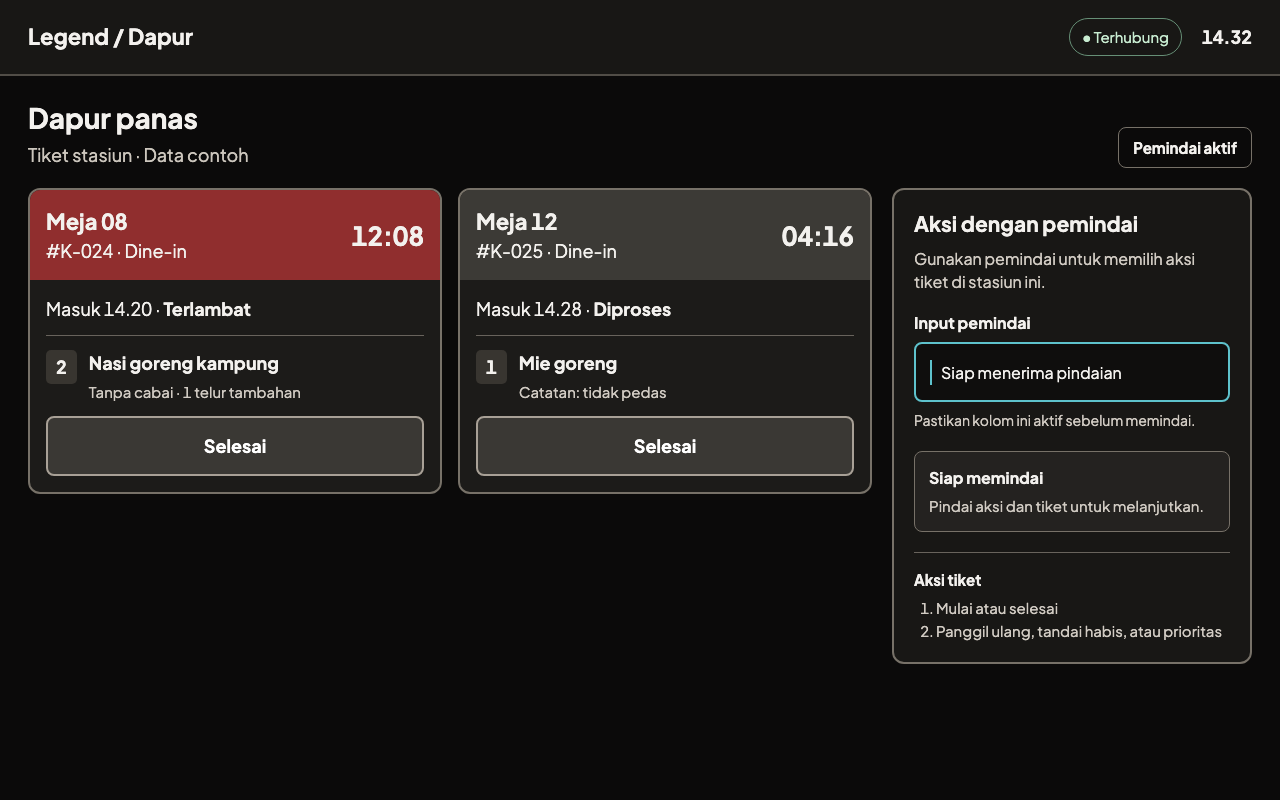 Legend / Dapur
● Terhubung
14.32
Dapur panas
Tiket stasiun · Data contoh
Pemindai aktif
Meja 08
#K-024 · Dine-in
12:08
Masuk 14.20 · Terlambat
2 Nasi goreng kampung
Tanpa cabai · 1 telur tambahan
Selesai
Meja 12
#K-025 · Dine-in
04:16
Masuk 14.28 · Diproses
1 Mie goreng
Catatan: tidak pedas
Selesai
Aksi dengan pemindai
Gunakan pemindai untuk memilih aksi
tiket di stasiun ini.
Input pemindai
Siap menerima pindaian
Pastikan kolom ini aktif sebelum memindai.
Siap memindai
Pindai aksi dan tiket untuk melanjutkan.
Aksi tiket
1. Mulai atau selesai
2. Panggil ulang, tandai habis, atau prioritas